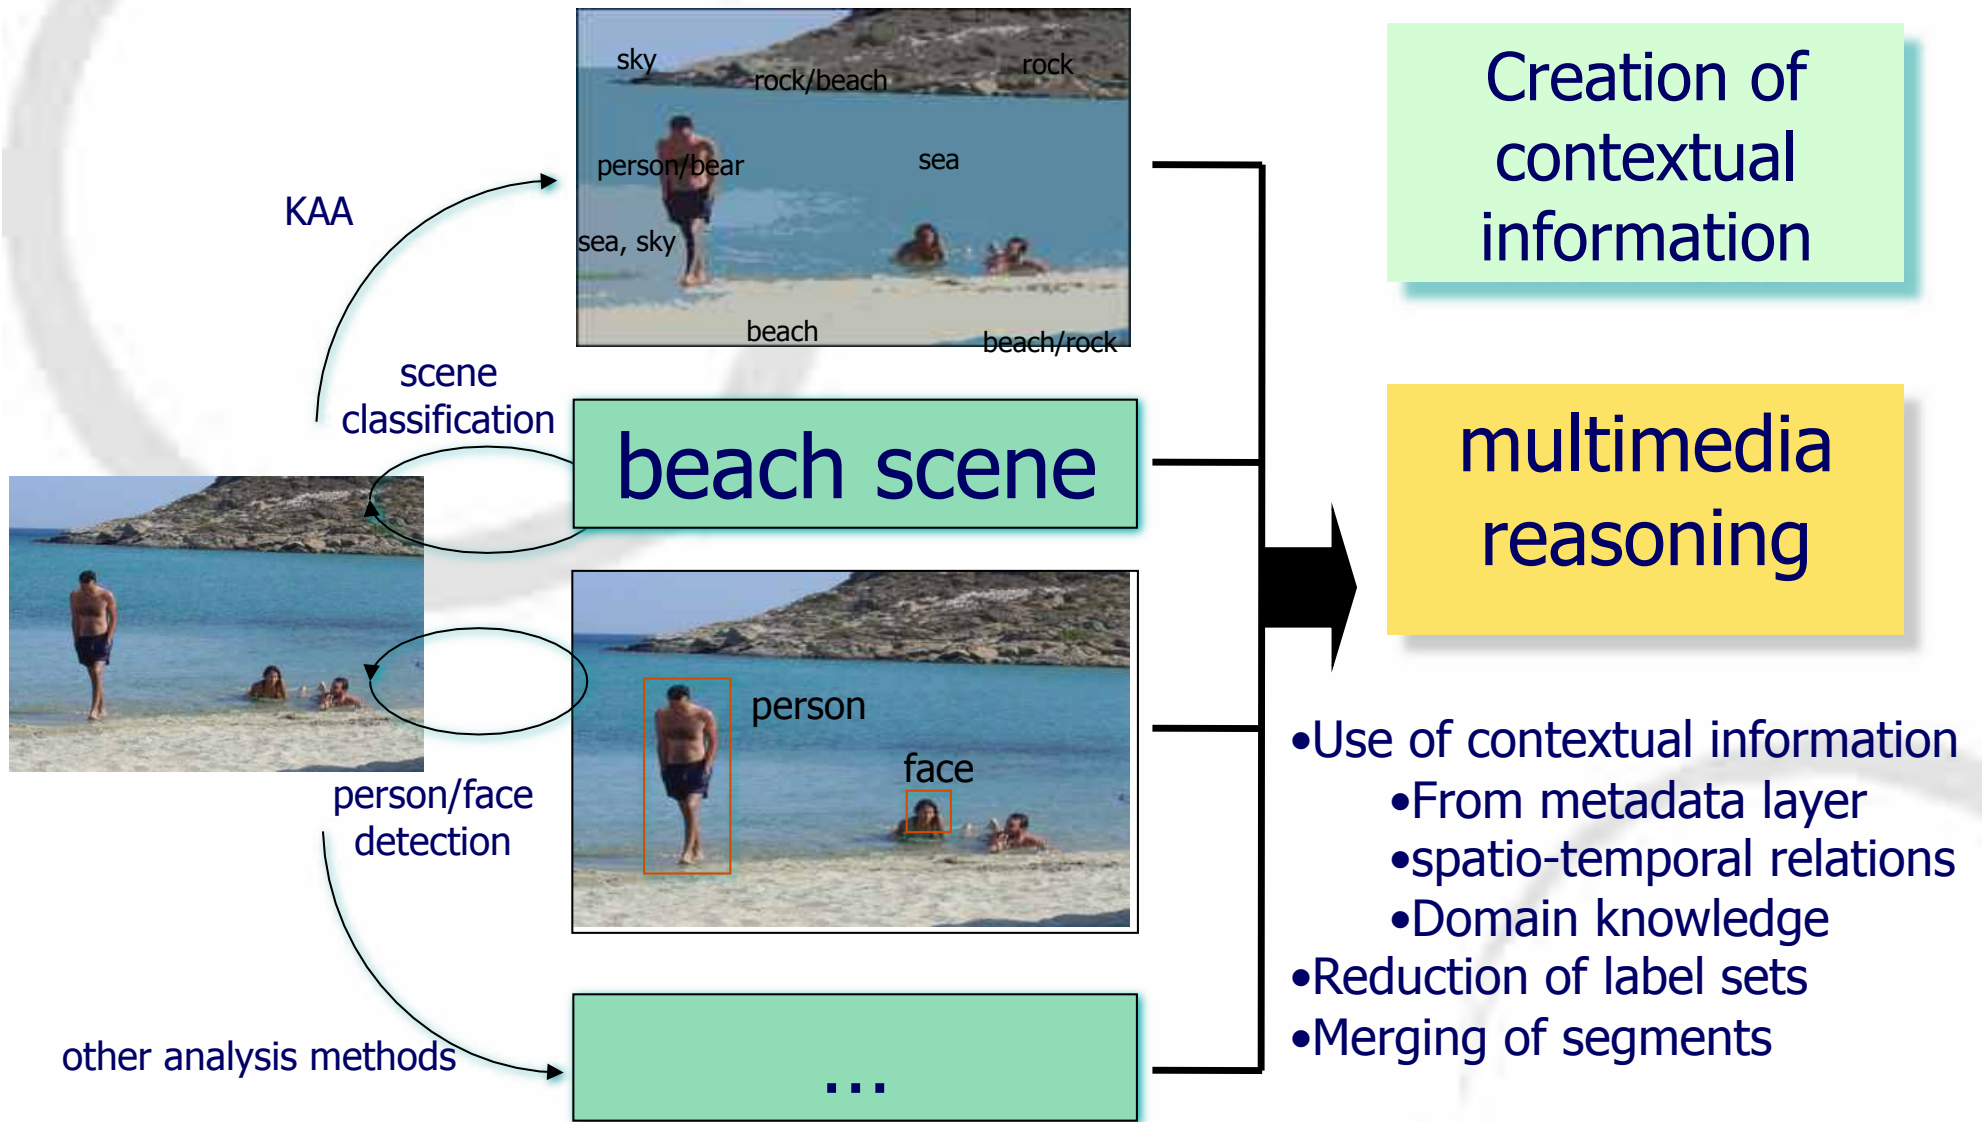 sky
rock/beach
rock
person/bear
sea
sea, sky
beach
beach/rock
KAA
scene
classification
beach scene
person
face
person/face
detection
other analysis methods
...
Creation of
contextual
information
multimedia
reasoning
•Use of contextual information
•From metadata layer
•spatio-temporal relations
•Domain knowledge
•Reduction of label sets
•Merging of segments